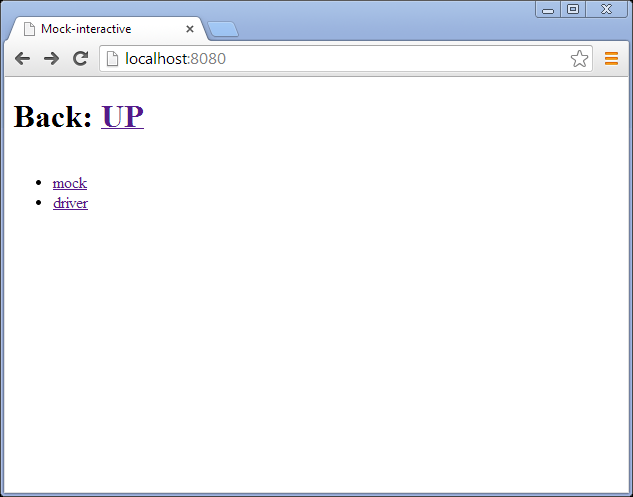 Mock-interactive
localhost:8080
Back: UP
mock
driver